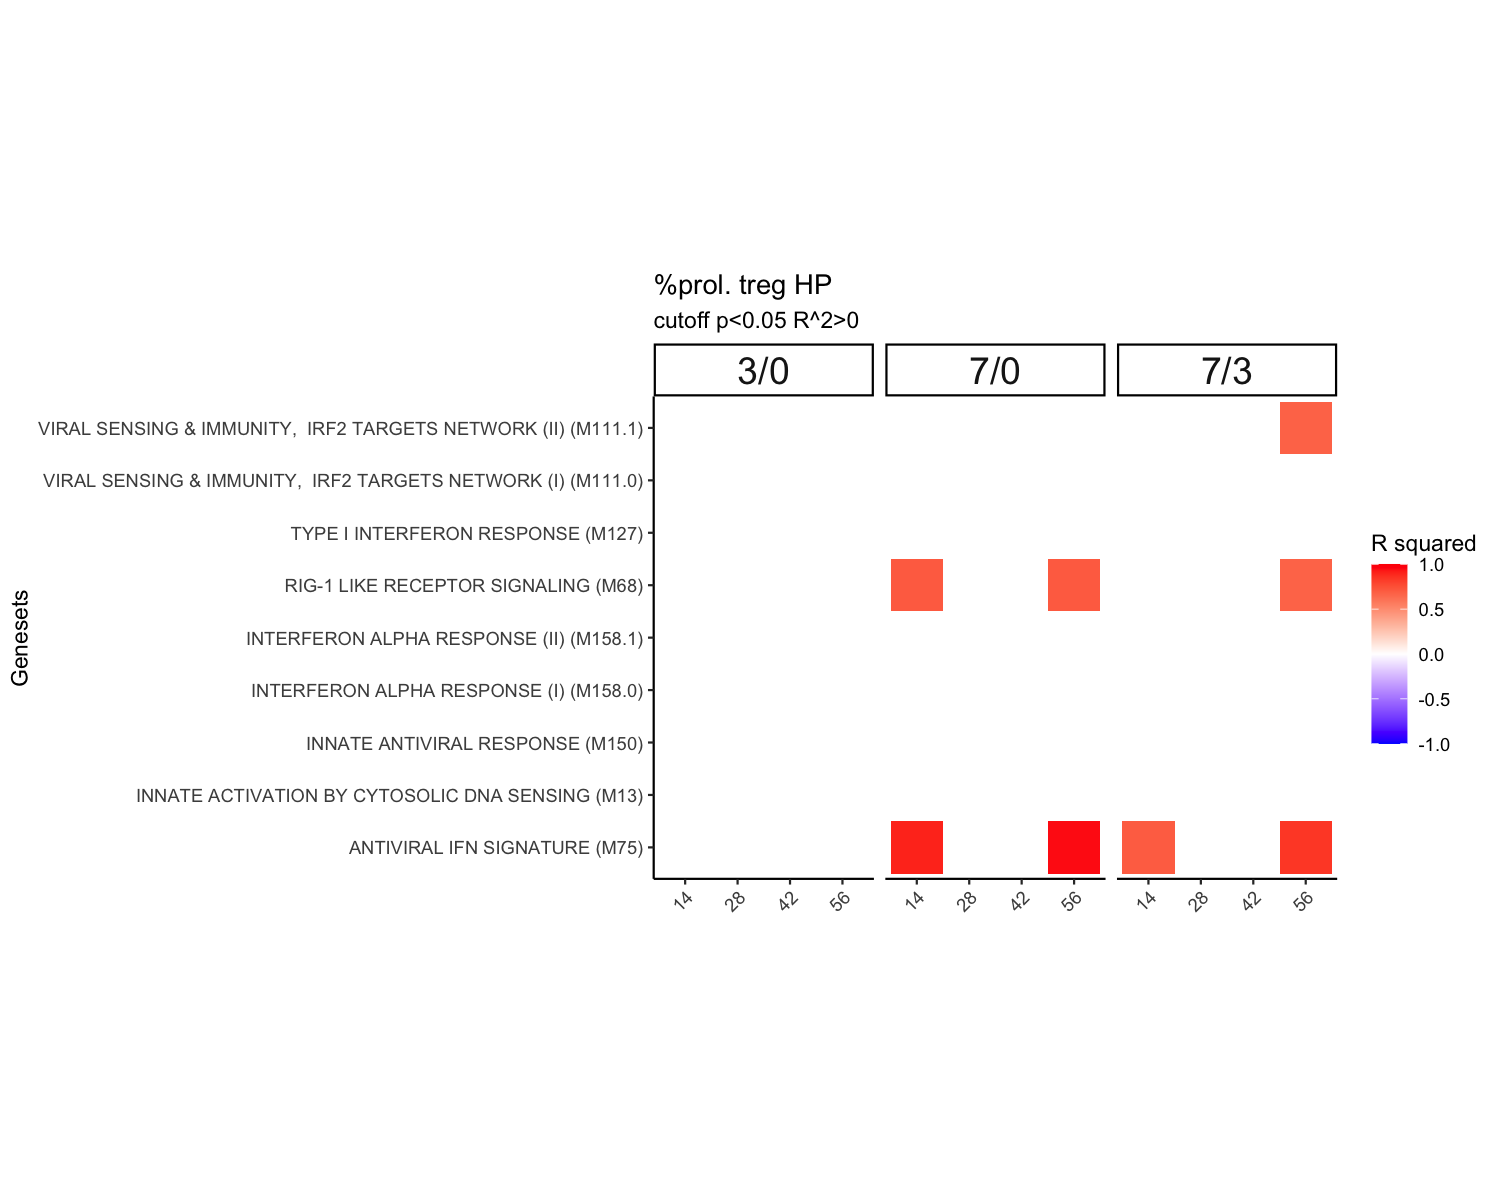 %prol. treg HP
cutoff p<0.05 R^2>0
3/0 7/0 7/3
VIRAL SENSING & IMMUNITY,  IRF2 TARGETS NETWORK (II) (M111.1)
VIRAL SENSING & IMMUNITY,  IRF2 TARGETS NETWORK (I) (M111.0)
TYPE I INTERFERON RESPONSE (M127)
RIG-1 LIKE RECEPTOR SIGNALING (M68)
INTERFERON ALPHA RESPONSE (II) (M158.1)
INTERFERON ALPHA RESPONSE (I) (M158.0)
INNATE ANTIVIRAL RESPONSE (M150)
INNATE ACTIVATION BY CYTOSOLIC DNA SENSING (M13)
ANTIVIRAL IFN SIGNATURE (M75)
Genesets
14 28 42 56 14 28 42 56 14 28 42 56
R squared
1.0
0.5
0.0
-0.5
-1.0